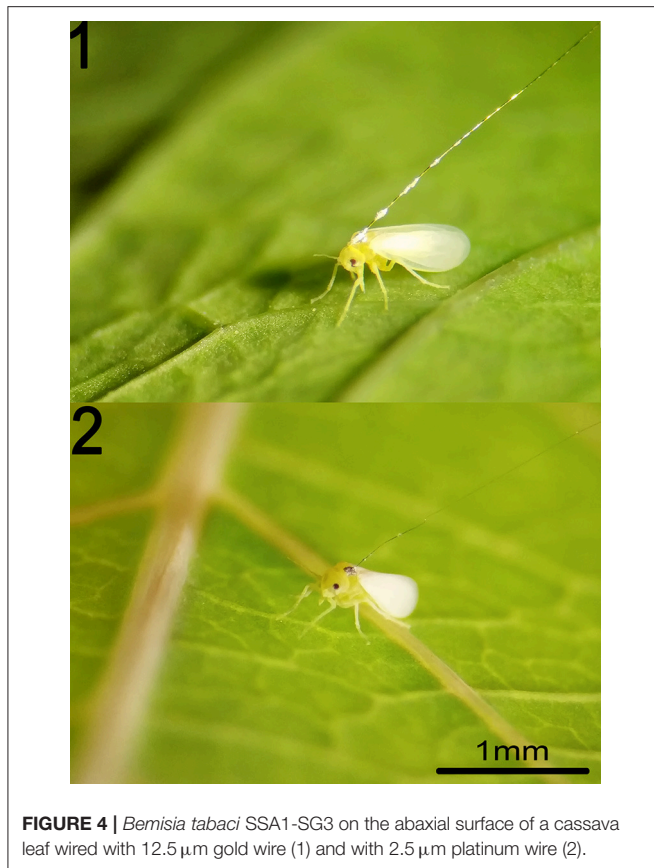 1
2
1mm
FIGURE 4 | Bemisia tabaci SSA1-SG3 on the abaxial surface of a cassava
leaf wired with 12.5 μm gold wire (1) and with 2.5 μm platinum wire (2).